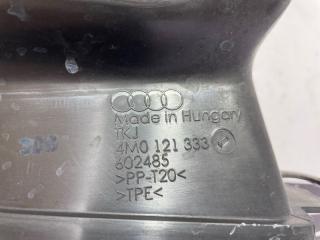 Made in Hungary
TKJ
4M0 121 333
602485
>PP-T20<
>TPE<